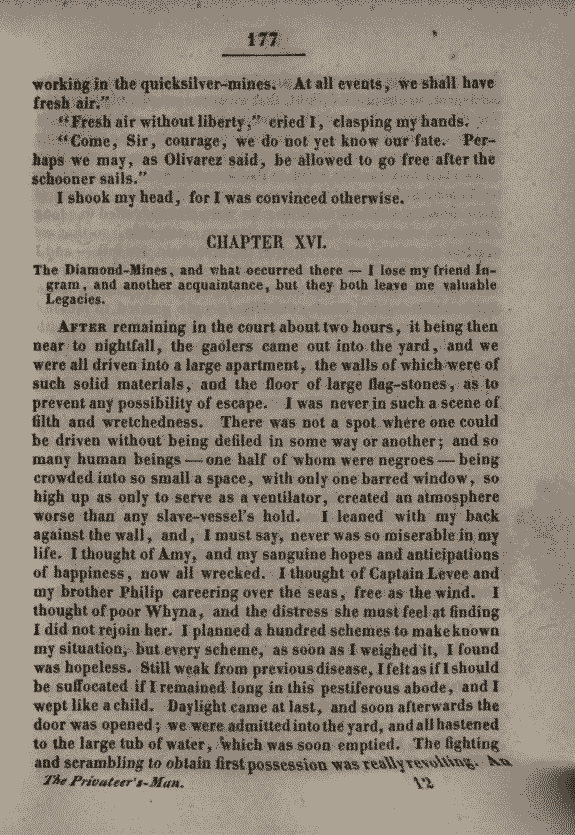 177
working in the quicksilver-mines. At all events, we shall have
fresh air."
"Fresh air without liberty," cried I, clasping my hands.
"Come, Sir, courage, we do not yet know our fate. Per-
haps we may, as Olivarez said, be allowed to go free after the
schooner sails."
I shook my head, for I was convinced otherwise.
CHAPTER XVI.
The Diamond-Mines, and what occurred there — I lose my friend In-
gram, and another acquaintance, but they both leave me valuable
Legacies.
AFTER remaining in the court about two hours, it being then
near to nightfall, the gaolers came out into the yard, and we
were all driven into a large apartment, the walls of which were of
such solid materials, and the floor of large flag-stones, as to
prevent any possibility of escape. I was never in such a scene of
filth and wretchedness. There was not a spot where one could
be driven without being defiled in some way or another; and so
many human beings — one half of whom were negroes — being
crowded into so small a space, with only one barred window, so
high up as only to serve as a ventilator, created an atmosphere
worse than any slave-vessel's hold. I leaned with my back
against the wall, and, I must say, never was so miserable in my
life. I thought of Amy, and my sanguine hopes and anticipations
of happiness, now all wrecked. I thought of Captain Levee and
my brother Philip careering over the seas, free as the wind. I
thought of poor Whyna, and the distress she must feel at finding
I did not rejoin her. I planned a hundred schemes to make known
my situation, but every scheme, as soon as I weighed it, I found
was hopeless. Still weak from previous disease, I felt as if I should
be suffocated if I remained long in this pestiferous abode, and I
wept like a child. Daylight came at last, and soon afterwards the
door was opened; we were admitted into the yard, and all hastened
to the large tub of water, which was soon emptied. The fighting
and scrambling to obtain first possession was really revolting. An
The Privateer's-Man. 12